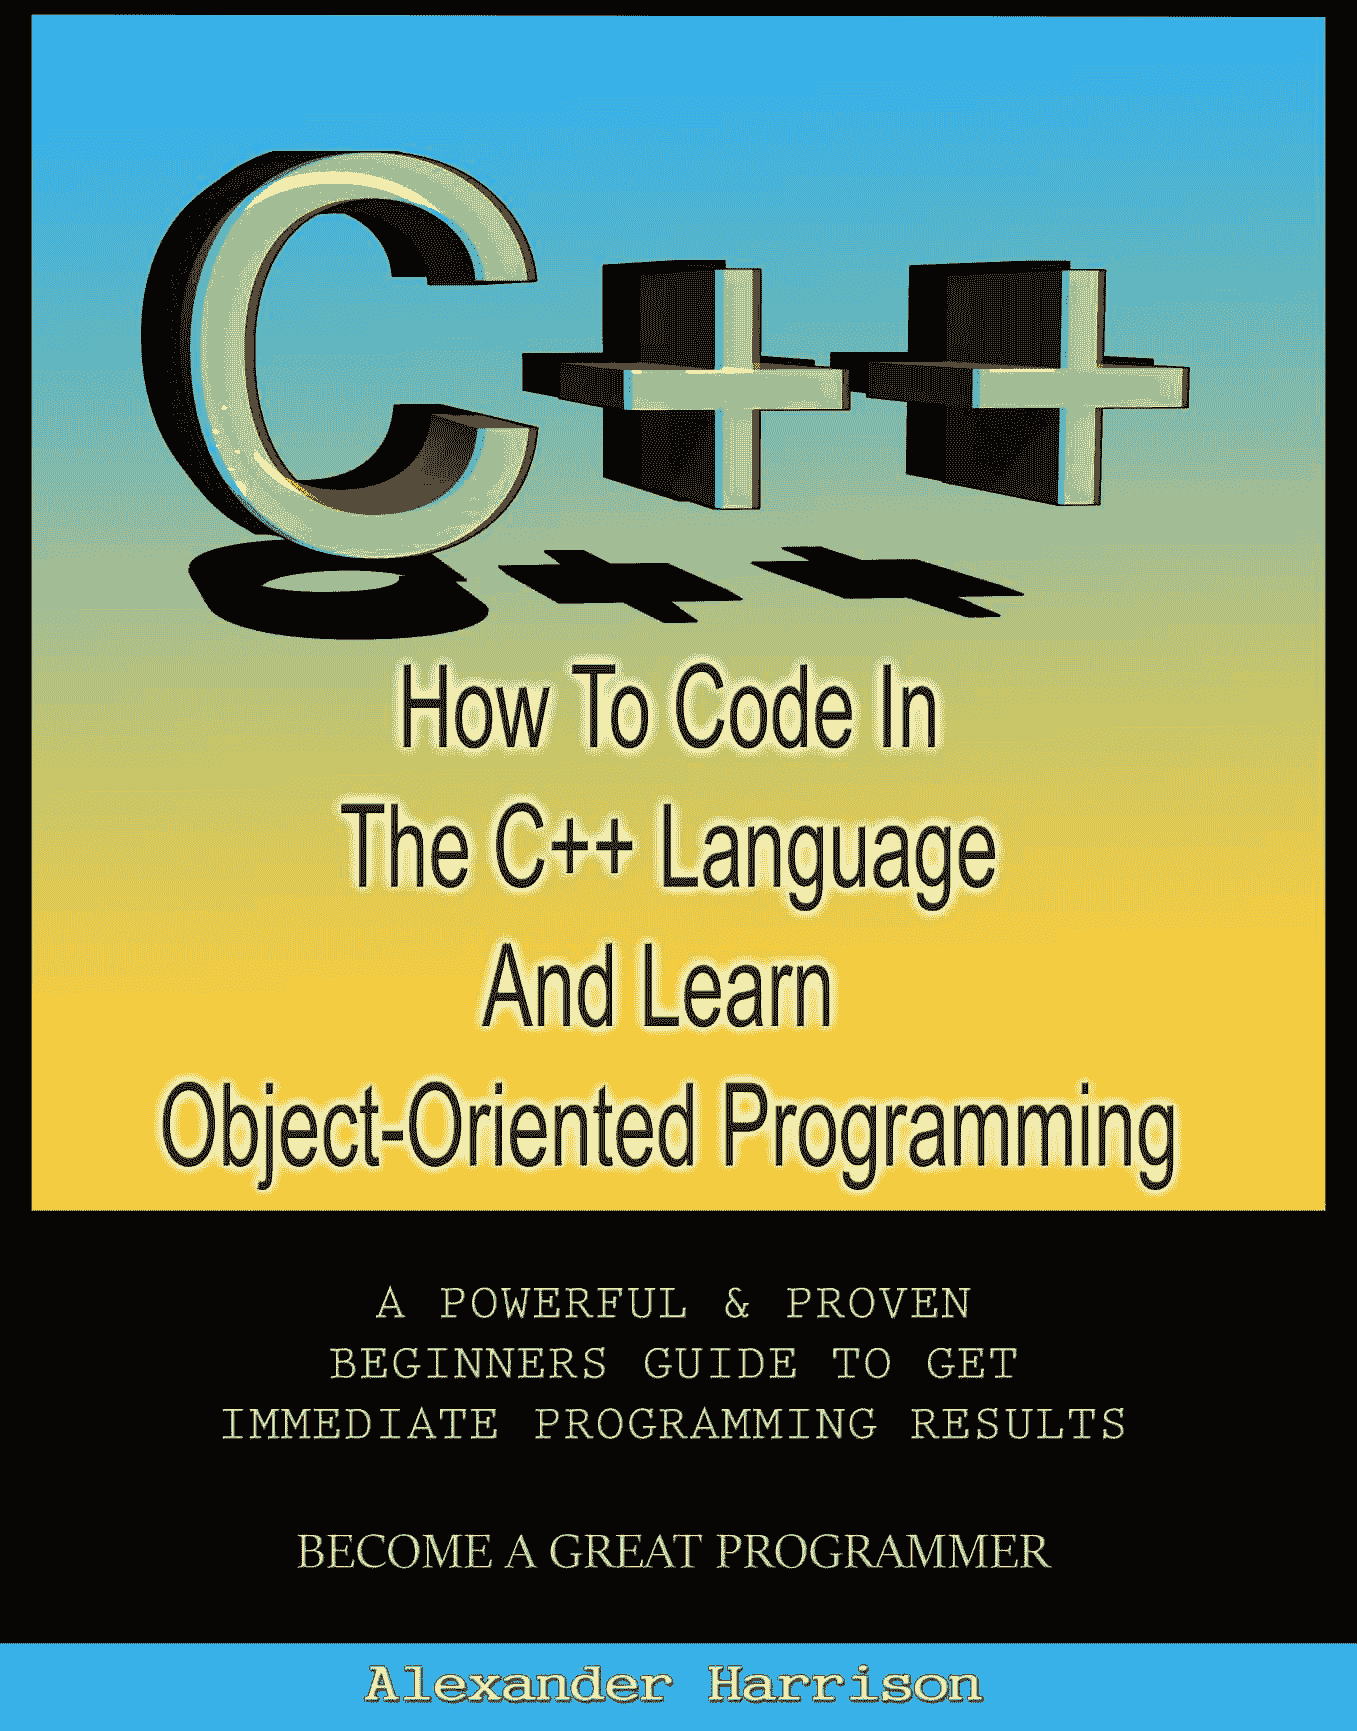 C++
How To Code In
The C++ Language
And Learn
Object-Oriented Programming
A POWERFUL & PROVEN
BEGINNERS GUIDE TO GET
IMMEDIATE PROGRAMMING RESULTS
BECOME A GREAT PROGRAMMER
Alexander Harrison